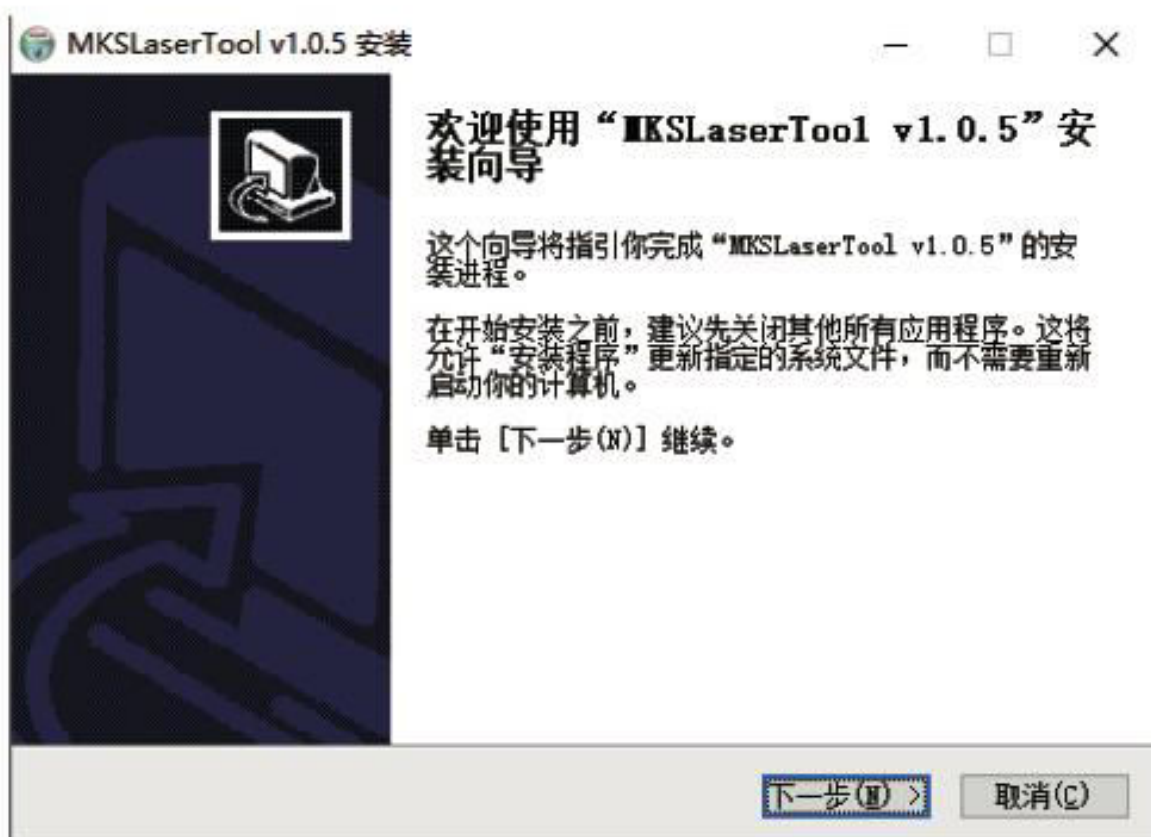 MKSLaserTool v1.0.5 安装
欢迎使用“MKSLaserTool v1.0.5”安
装向导
这个向导将指引你完成“MKSLaserTool v1.0.5”的安
装进程。
在开始安装之前，建议先关闭其他所有应用程序。这将
允许“安装程序”更新指定的系统文件，而不需要重新
启动你的计算机。
单击 [下一步(N)] 继续。
下一步(N) >
取消(C)